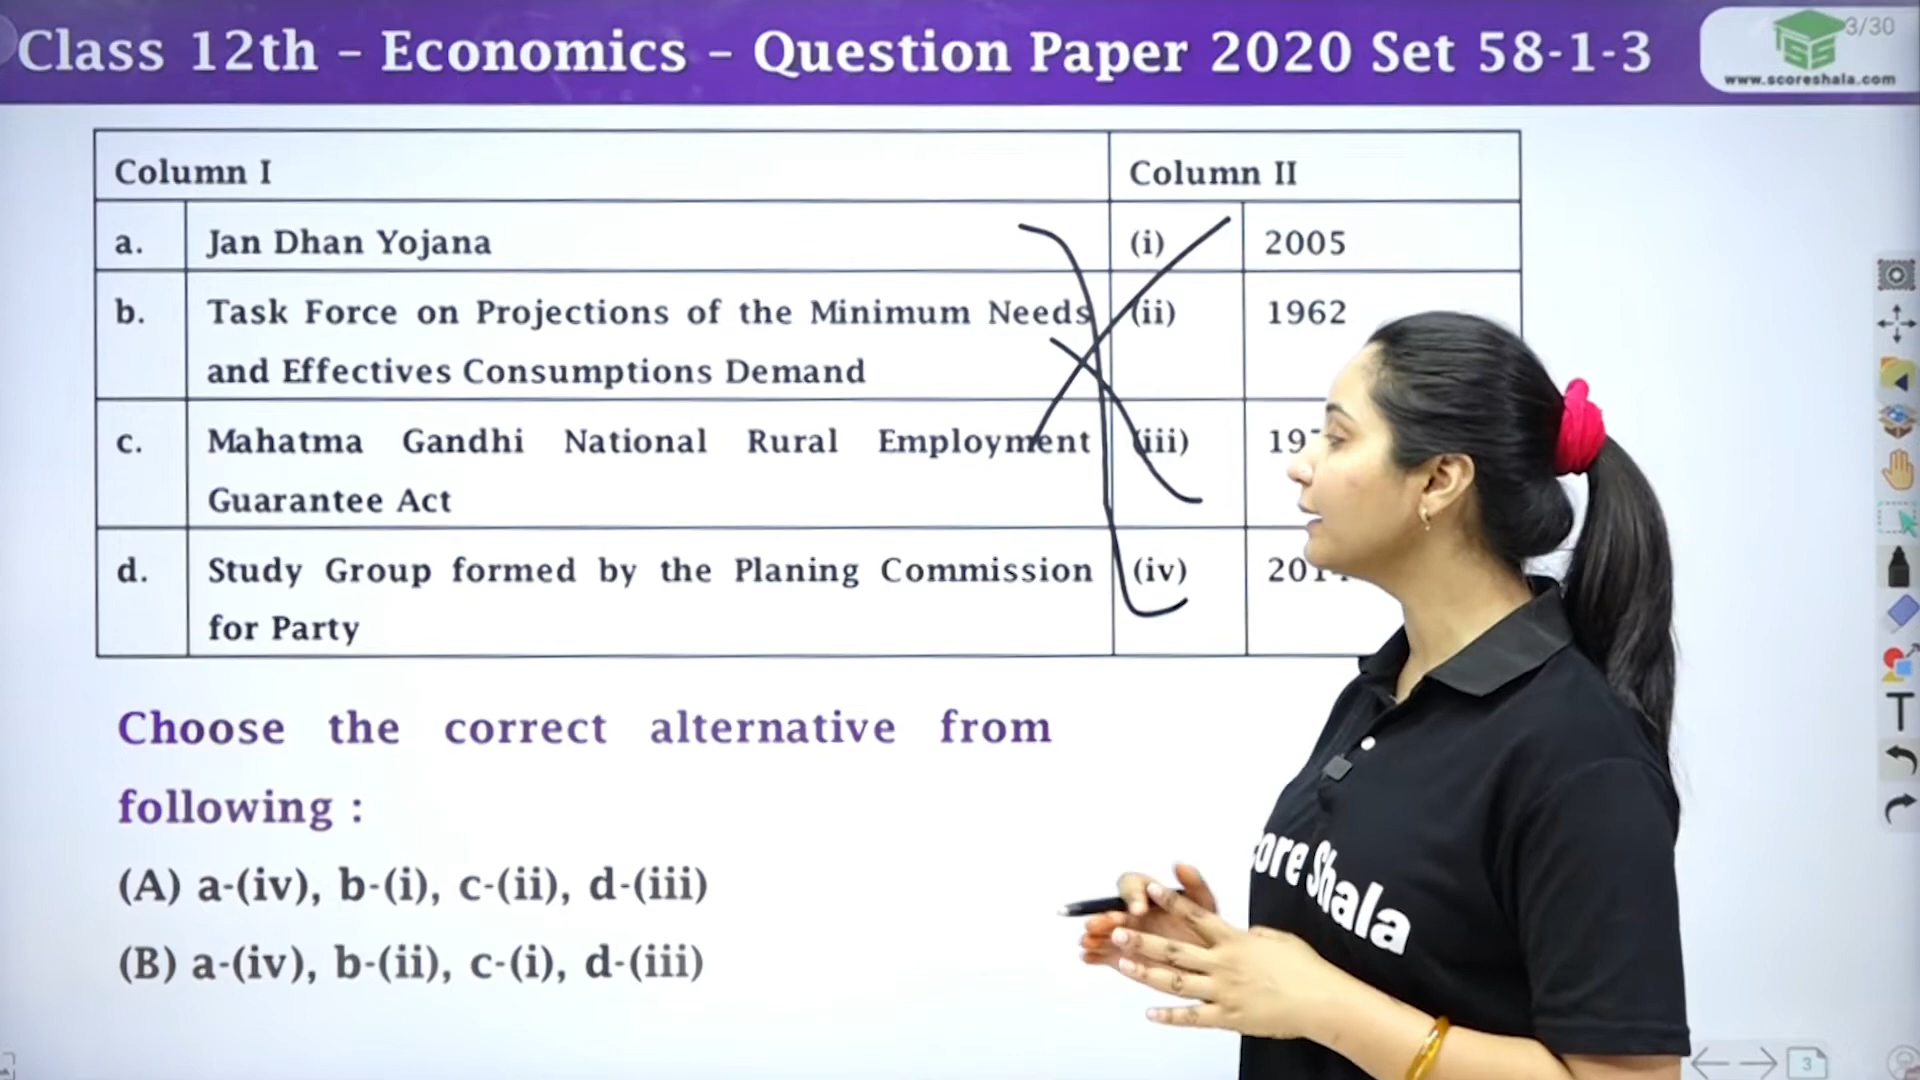 Class 12th – Economics – Question Paper 2020 Set 58-1-3
3/30
www.scoreshala.com
Column I Column II
a. Jan Dhan Yojana (i) 2005
b. Task Force on Projections of the Minimum Needs (ii) 1962
and Effectives Consumptions Demand
c. Mahatma Gandhi National Rural Employment (iii)
Guarantee Act
d. Study Group formed by the Planing Commission (iv)
for Party
Choose the correct alternative from
following :
(A) a-(iv), b-(i), c-(ii), d-(iii)
(B) a-(iv), b-(ii), c-(i), d-(iii)
Shala
T
3